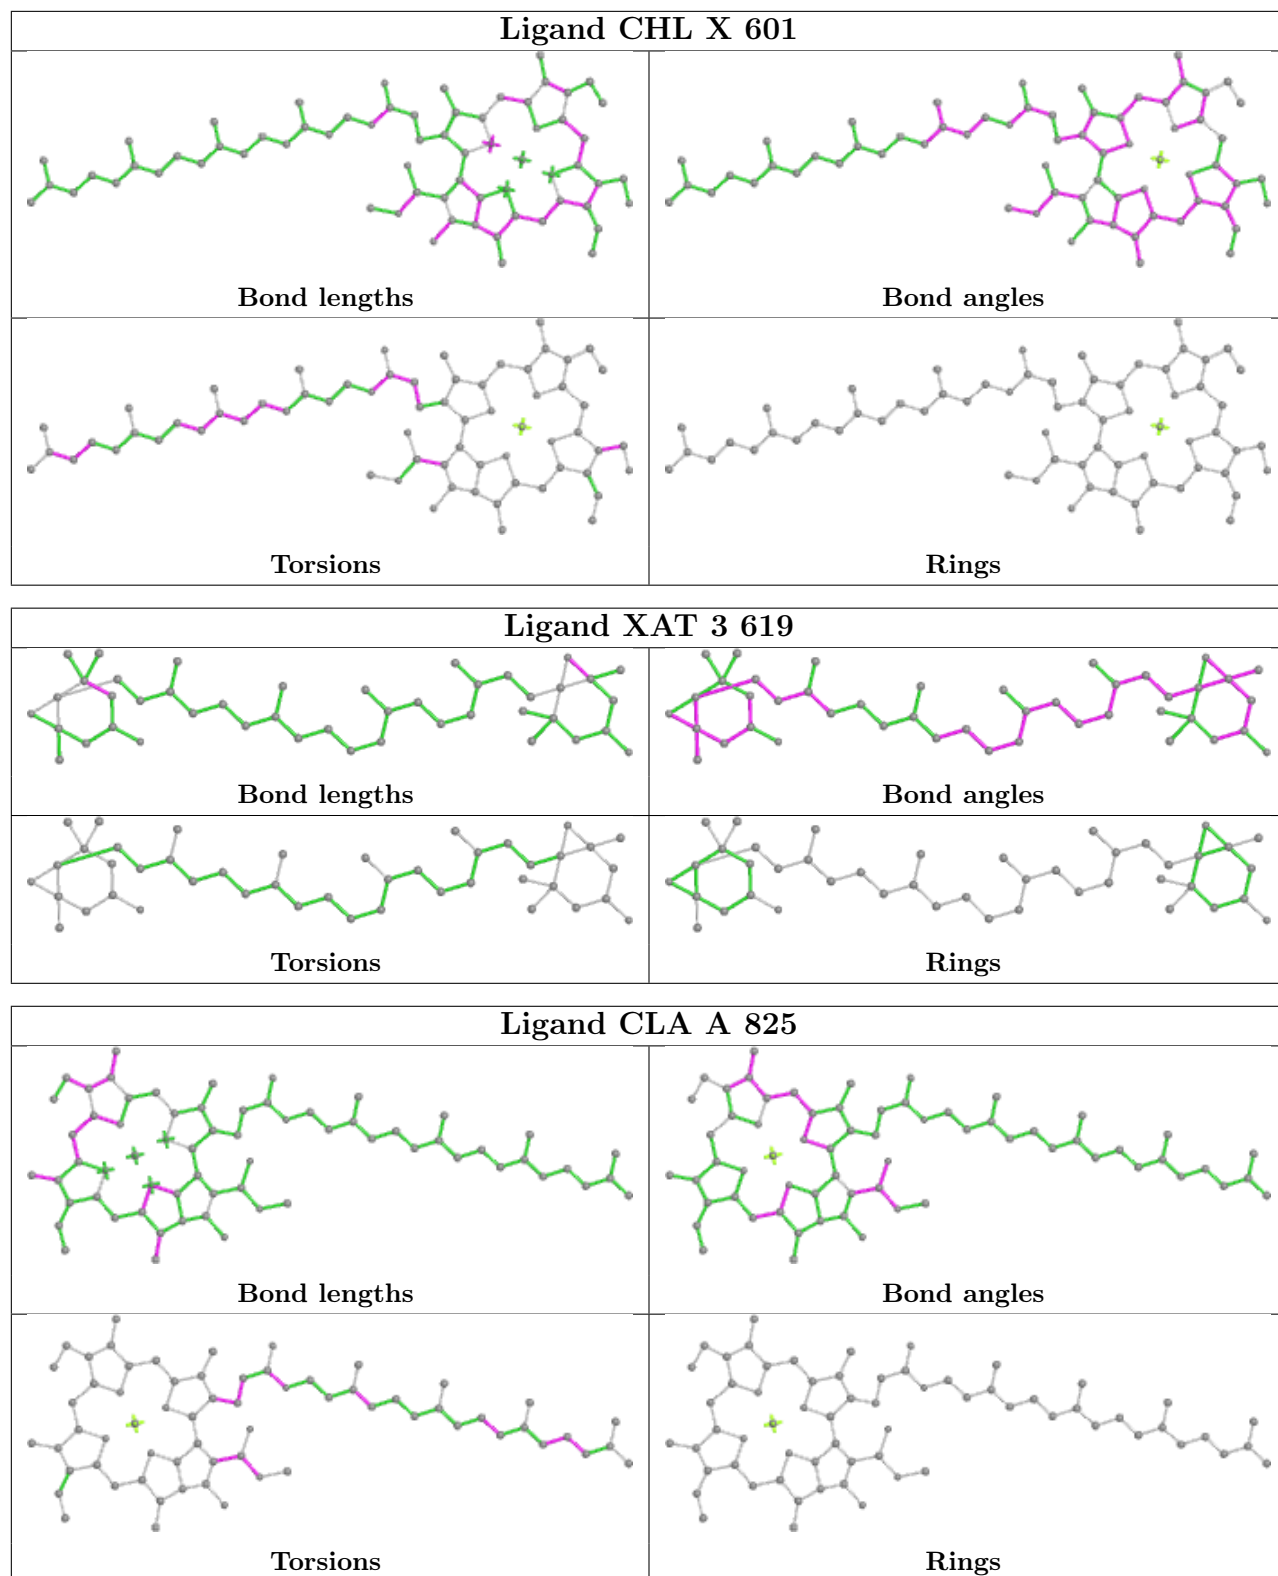 Ligand CHL X 601
Bond lengths
Bond angles
Torsions
Rings
Ligand XAT 3 619
Bond lengths
Bond angles
Torsions
Rings
Ligand CLA A 825
Bond lengths
Bond angles
Torsions
Rings